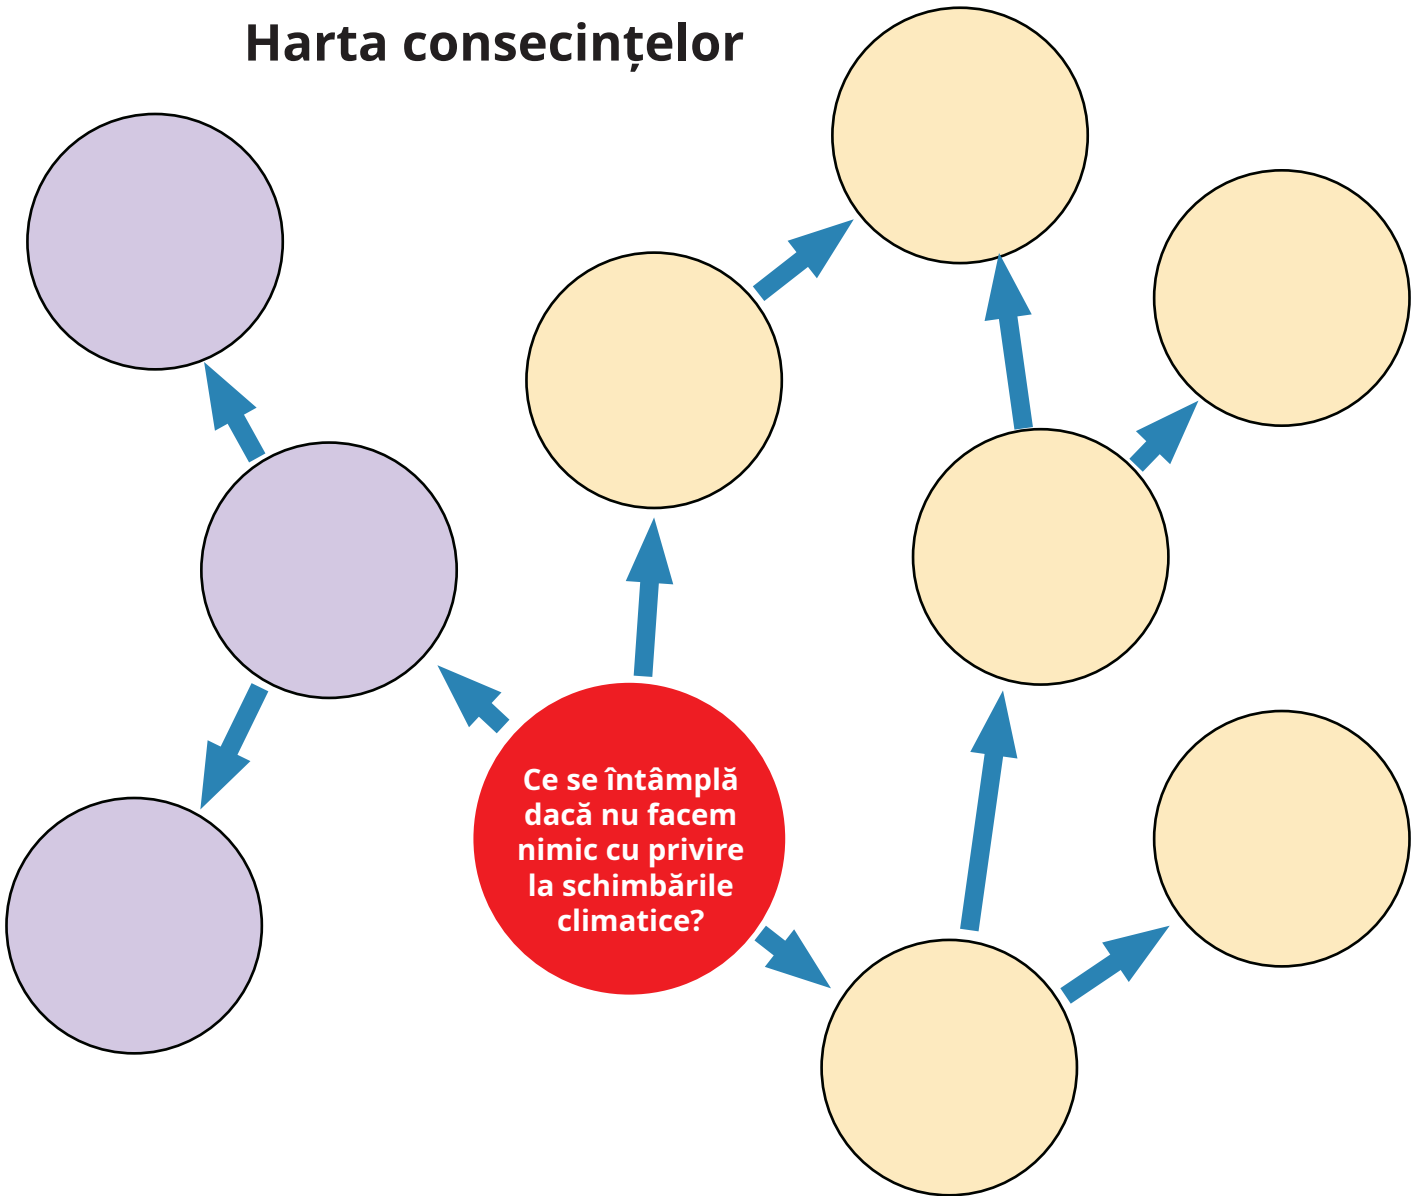 Harta consecințelor
Ce se întâmplă
dacă nu facem
nimic cu privire
la schimbările
climatice?